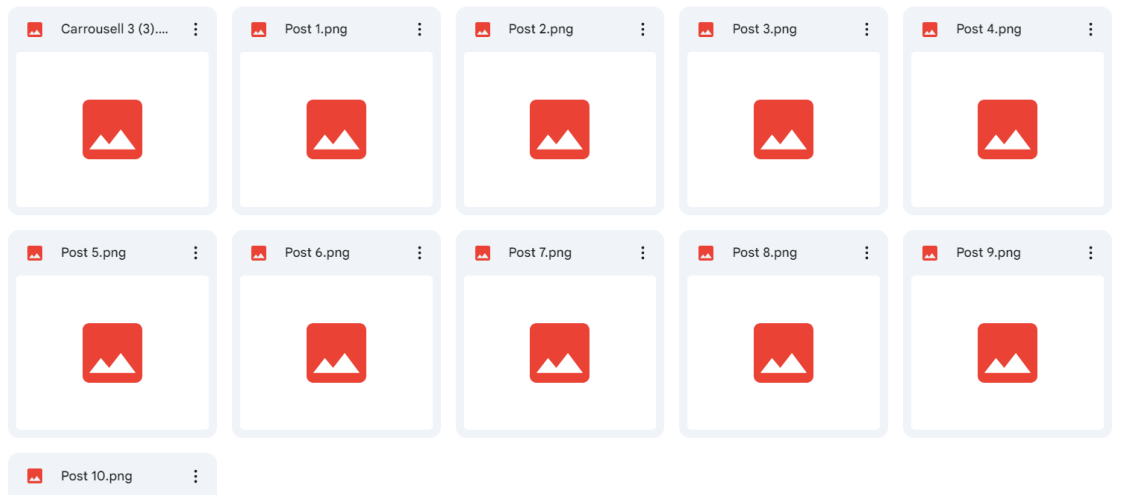 Carrousell 3 (3)....
Post 1.png
Post 2.png
Post 3.png
Post 4.png
Post 5.png
Post 6.png
Post 7.png
Post 8.png
Post 9.png
Post 10.png